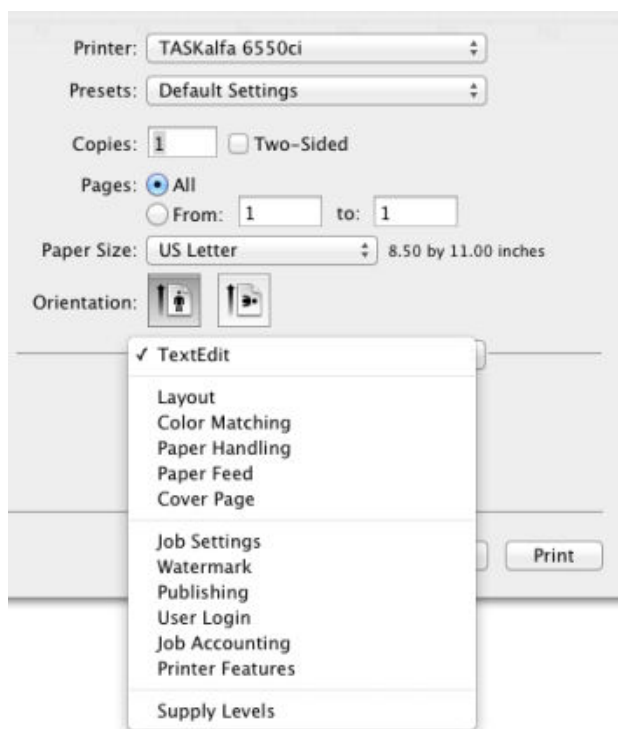 Printer: TASKalfa 6550ci
Presets: Default Settings
Copies: 1 Two-Sided
Pages: All
From: 1 to: 1
Paper Size: US Letter 8.50 by 11.00 inches
Orientation:
✓ TextEdit
Layout
Color Matching
Paper Handling
Paper Feed
Cover Page
Job Settings
Watermark
Print
Publishing
User Login
Job Accounting
Printer Features
Supply Levels